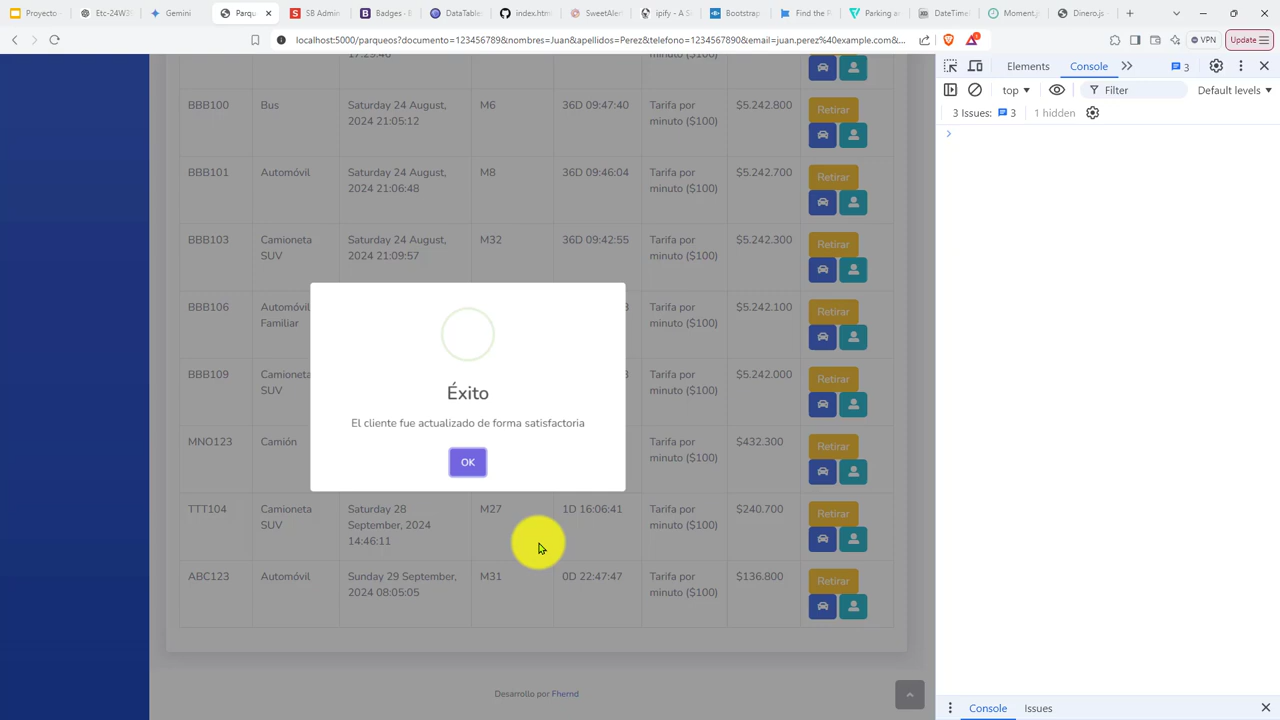 Proyecto -
Etc-24W3
Gemini
Parqu
SB Admin
Badges - B
DataTable
index.htm
SweetAler
ipify - A S
Bootstrap
Find the R
Parking ar
DateTime
Moment.js
Dinero.js -
localhost:5000/parqueos?documento=123456789&nombres=Juan&apellidos=Perez&telefono=1234567890&email=juan.perez%40example.com&...
VPN
Update
Elements
Console
3
top
Filter
Default levels
3 Issues: 3
1 hidden
minuto ($100)
BBB100 Bus Saturday 24 August, 2024 21:05:12 M6 36D 09:47:40 Tarifa por minuto ($100) $5.242.800 Retirar
BBB101 Automóvil Saturday 24 August, 2024 21:06:48 M8 36D 09:46:04 Tarifa por minuto ($100) $5.242.700 Retirar
BBB103 Camioneta SUV Saturday 24 August, 2024 21:09:57 M32 36D 09:42:55 Tarifa por minuto ($100) $5.242.300 Retirar
BBB106 Automóvil Familiar Tarifa por minuto ($100) $5.242.100 Retirar
BBB109 Camioneta SUV Tarifa por minuto ($100) $5.242.000 Retirar
MNO123 Camión Tarifa por minuto ($100) $432.300 Retirar
TTT104 Camioneta SUV Saturday 28 September, 2024 14:46:11 M27 1D 16:06:41 Tarifa por minuto ($100) $240.700 Retirar
ABC123 Automóvil Sunday 29 September, 2024 08:05:05 M31 0D 22:47:47 Tarifa por minuto ($100) $136.800 Retirar
Éxito
El cliente fue actualizado de forma satisfactoria
OK
Desarrollo por Fhernd
Console
Issues